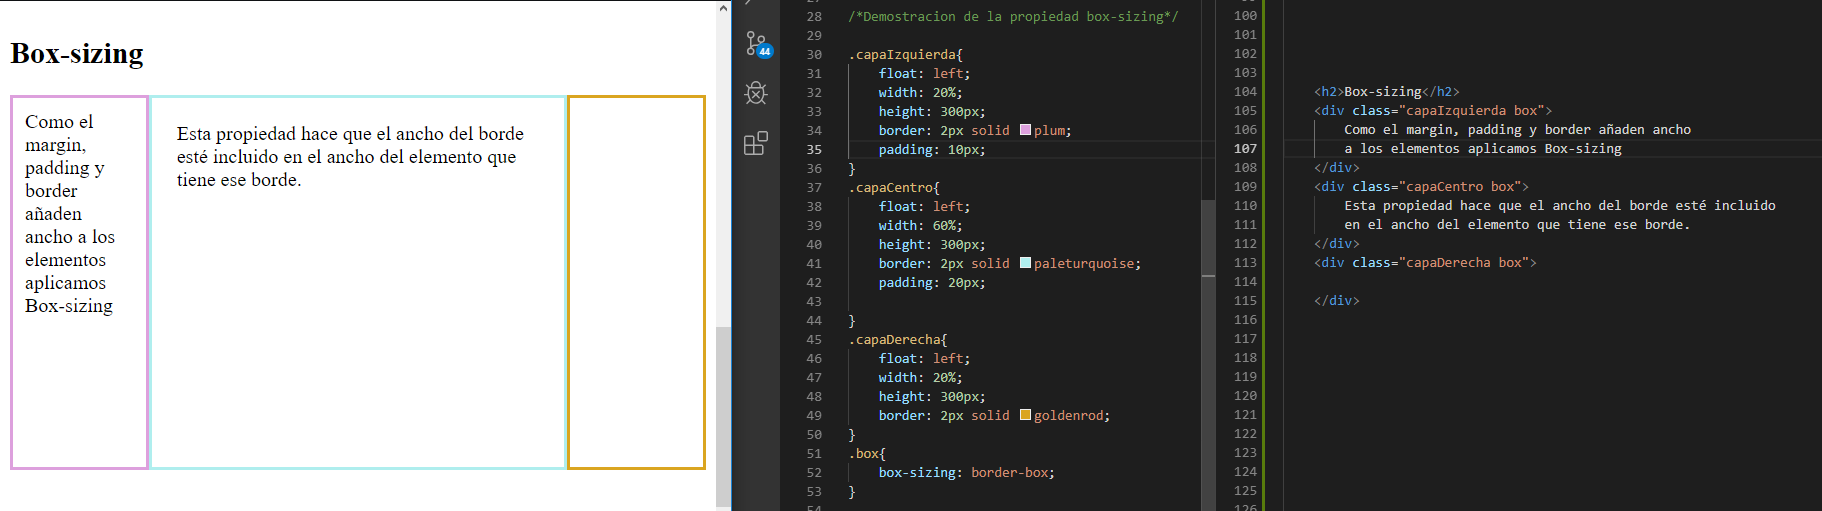 Box-sizing
Como el
margin,
padding y
border
añaden
ancho a los
elementos
aplicamos
Box-sizing
Esta propiedad hace que el ancho del borde
esté incluido en el ancho del elemento que
tiene ese borde.
44
28 /*Demostracion de la propiedad box-sizing*/
29
30 .capaIzquierda{
31 float: left;
32 width: 20%;
33 height: 300px;
34 border: 2px solid plum;
35 padding: 10px;
36 }
37 .capaCentro{
38 float: left;
39 width: 60%;
40 height: 300px;
41 border: 2px solid paleturquoise;
42 padding: 20px;
43
44 }
45 .capaDerecha{
46 float: left;
47 width: 20%;
48 height: 300px;
49 border: 2px solid goldenrod;
50 }
51 .box{
52 box-sizing: border-box;
53 }
100
101
102
103
104 <h2>Box-sizing</h2>
105 <div class="capaIzquierda box">
106 Como el margin, padding y border añaden ancho
107 a los elementos aplicamos Box-sizing
108 </div>
109 <div class="capaCentro box">
110 Esta propiedad hace que el ancho del borde esté incluido
111 en el ancho del elemento que tiene ese borde.
112 </div>
113 <div class="capaDerecha box">
114
115 </div>
116
117
118
119
120
121
122
123
124
125